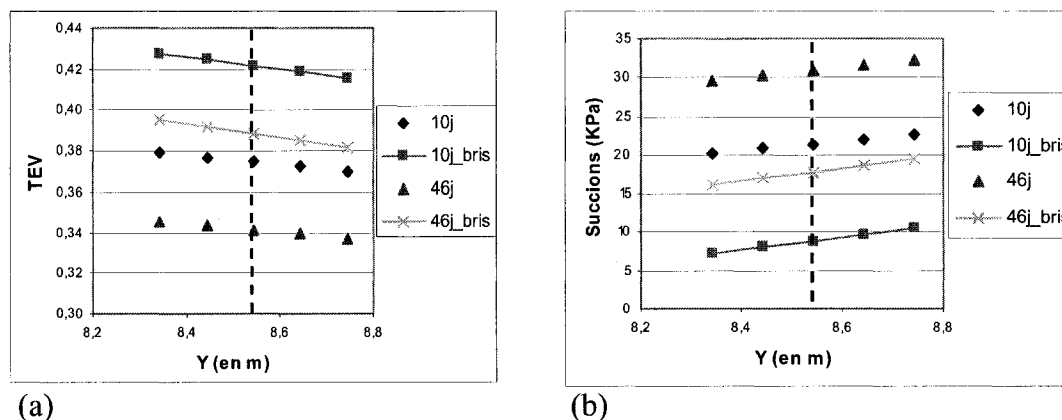 0,44
0,42
0,40
0,38
0,36
0,34
0,32
0,30
TEV
8,2
8,4
8,6
8,8
Y (en m)
10j
10j_bris
46j
46j_bris
(a)
35
30
25
20
15
10
5
0
Succions (KPa)
8,2
8,4
8,6
8,8
Y (en m)
10j
10j_bris
46j
46j_bris
(b)